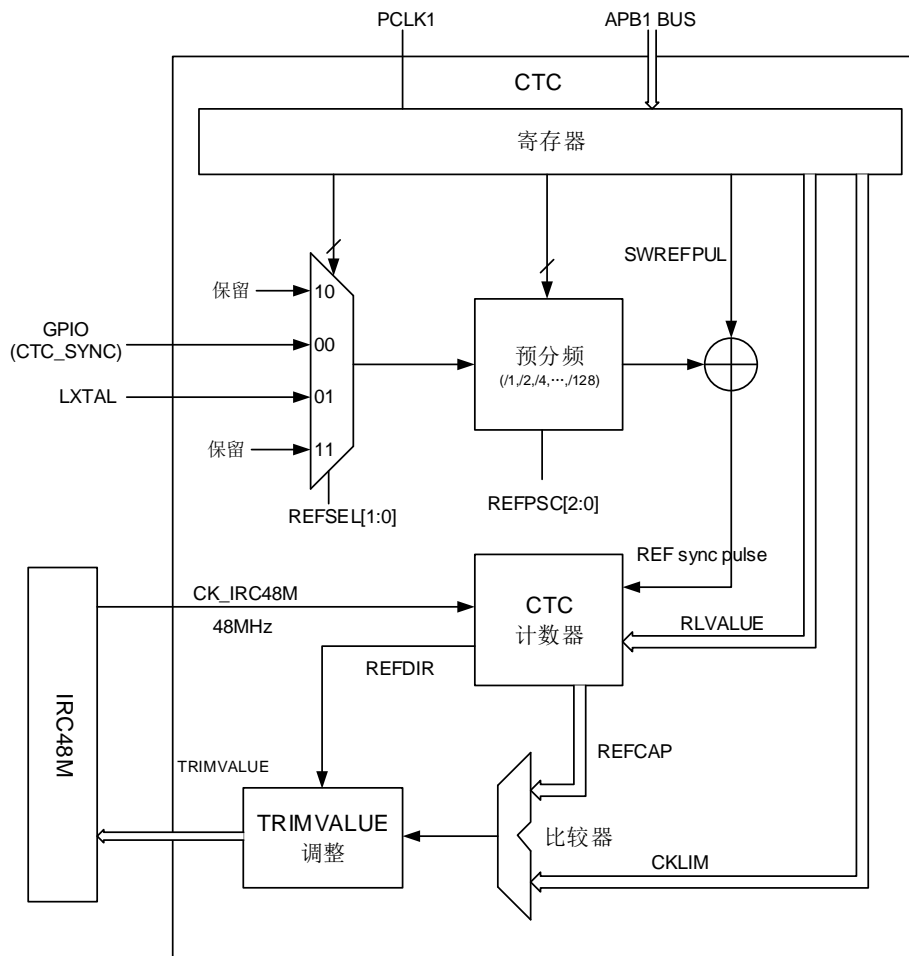 PCLK1
APB1 BUS
CTC
寄存器
SWREFPUL
保留
10
GPIO
(CTC_SYNC)
00
预分频
(/1,/2,/4,···,/128)
LXTAL
01
保留
11
REFSEL[1:0]
REFPSC[2:0]
REF sync pulse
CK_IRC48M
48MHz
CTC
计数器
RLVALUE
REFDIR
IRC48M
REFCAP
TRIMVALUE
TRIMVALUE
调整
比较器
CKLIM